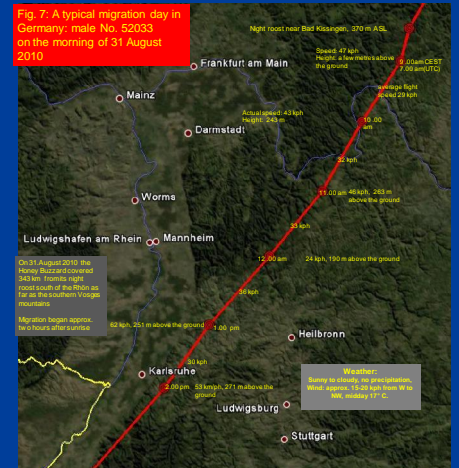 Fig. 7: A typical migration day in
Germany: male No. 52033
on the morning of 31 August
2010
Night roost near Bad Kissingen, 370 m ASL
Speed: 47 kph
Height: a few metres above
the ground
9 .00am CEST
7.00 am(UTC)
Frankfurt am Main
average flight
speed 29 kph
Mainz
Actual speed: 43 kph
Height: 243 m
10 .00
am
Darmstadt
32 kph
11.00 am
46 kph, 263 m
above the ground
Worms
33 kph
Ludwigshafen am Rhein
Mannheim
12.00 am
24 kph, 190 m above the ground
On 31.August 2010 the
Honey Buzzard covered
343 km from its night
roost south of the Rhön as
far as the southern Vosges
mountains
Migration began approx.
two hours after sunrise
36 kph
62 kph, 251 m above the ground
1.00 pm
Heilbronn
30 kph
Karlsruhe
2.00 pm
53 km/ph, 271 m above the
ground
Weather:
Sunny to cloudy, no precipitation,
Wind: approx. 15-20 kph from W to
NW, midday 17° C.
Ludwigsburg
Stuttgart